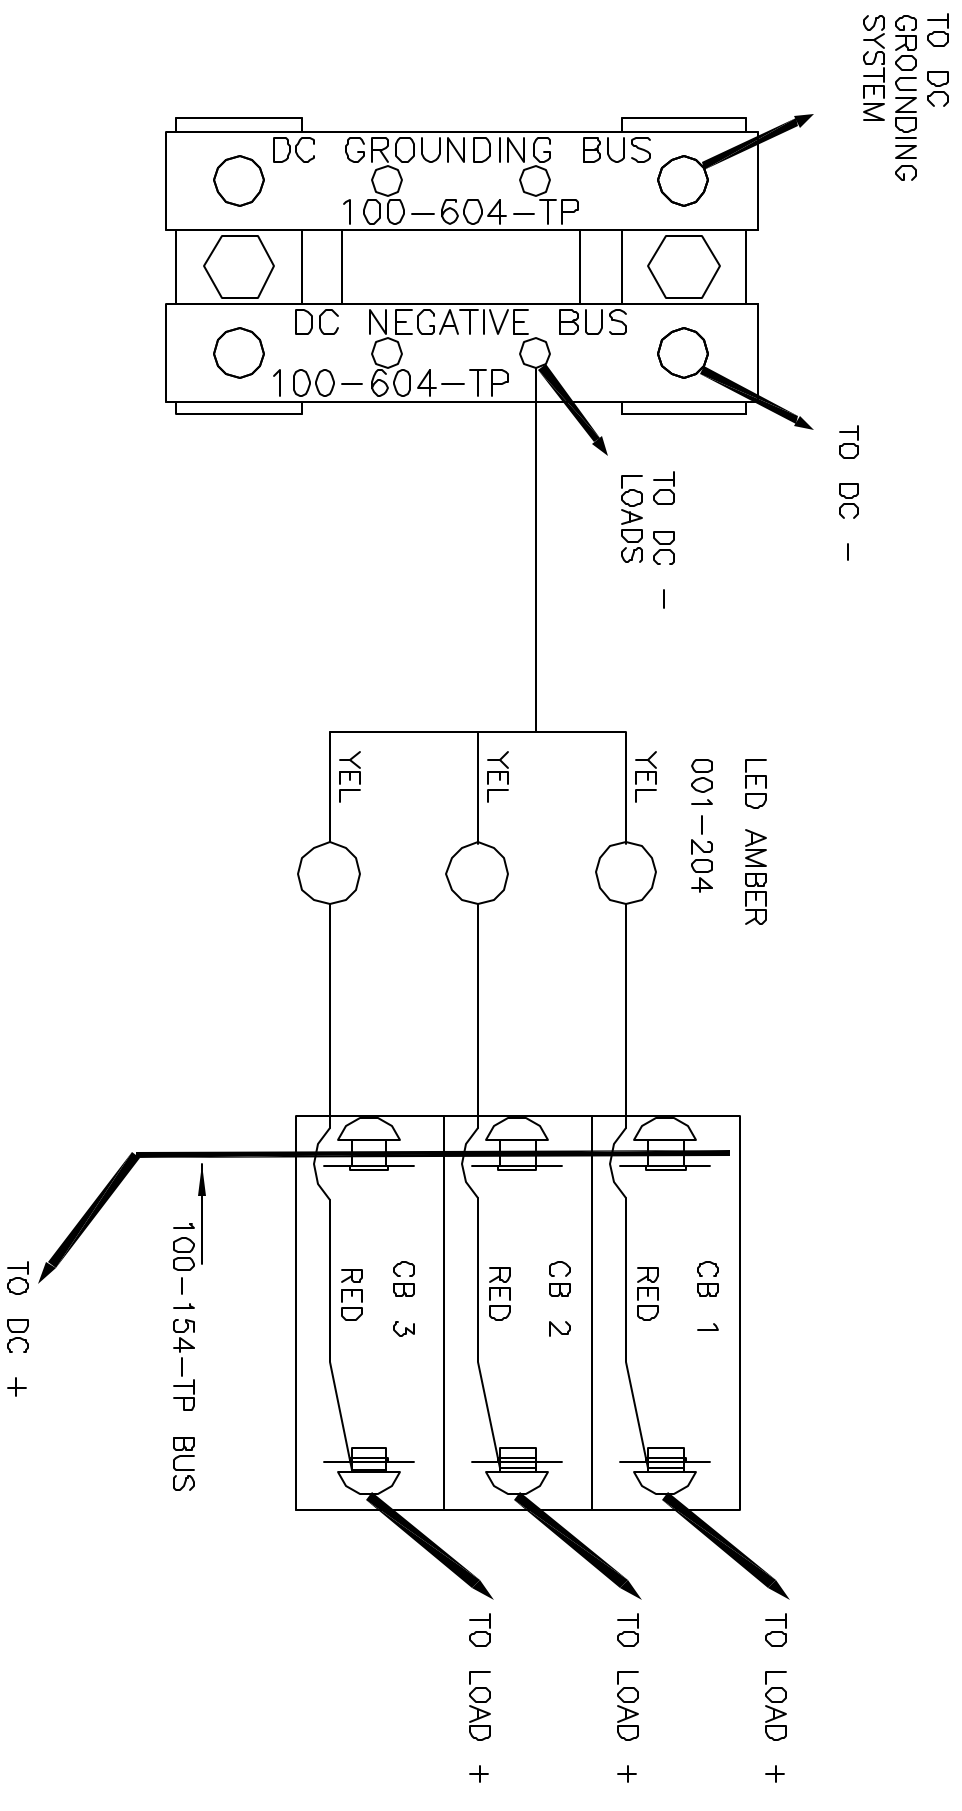 TO DC
GROUNDING
SYSTEM
DC GROUNDING BUS
100-604-TP
DC NEGATIVE BUS
100-604-TP
TO DC -
TO DC -
LOADS
LED AMBER
001-204
YEL
YEL
YEL
CB 1
RED
CB 2
RED
CB 3
RED
100-154-TP BUS
TO DC +
TO LOAD +
TO LOAD +
TO LOAD +